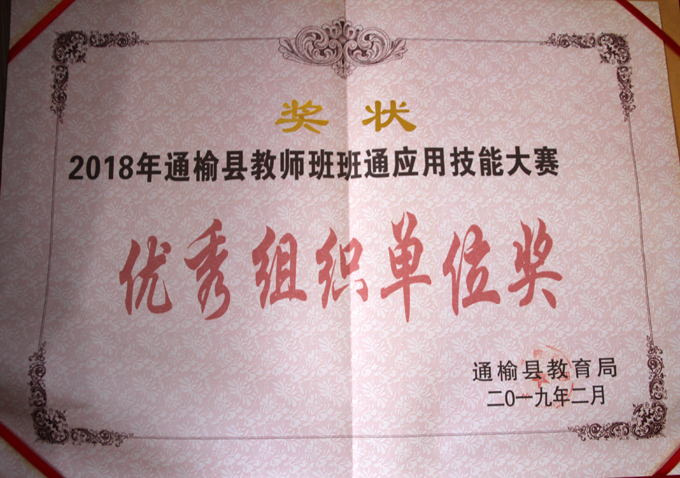 奖状
2018年通榆县教师班班通应用技能大赛
优秀组织单位奖
通榆县教育局
二0一九年二月